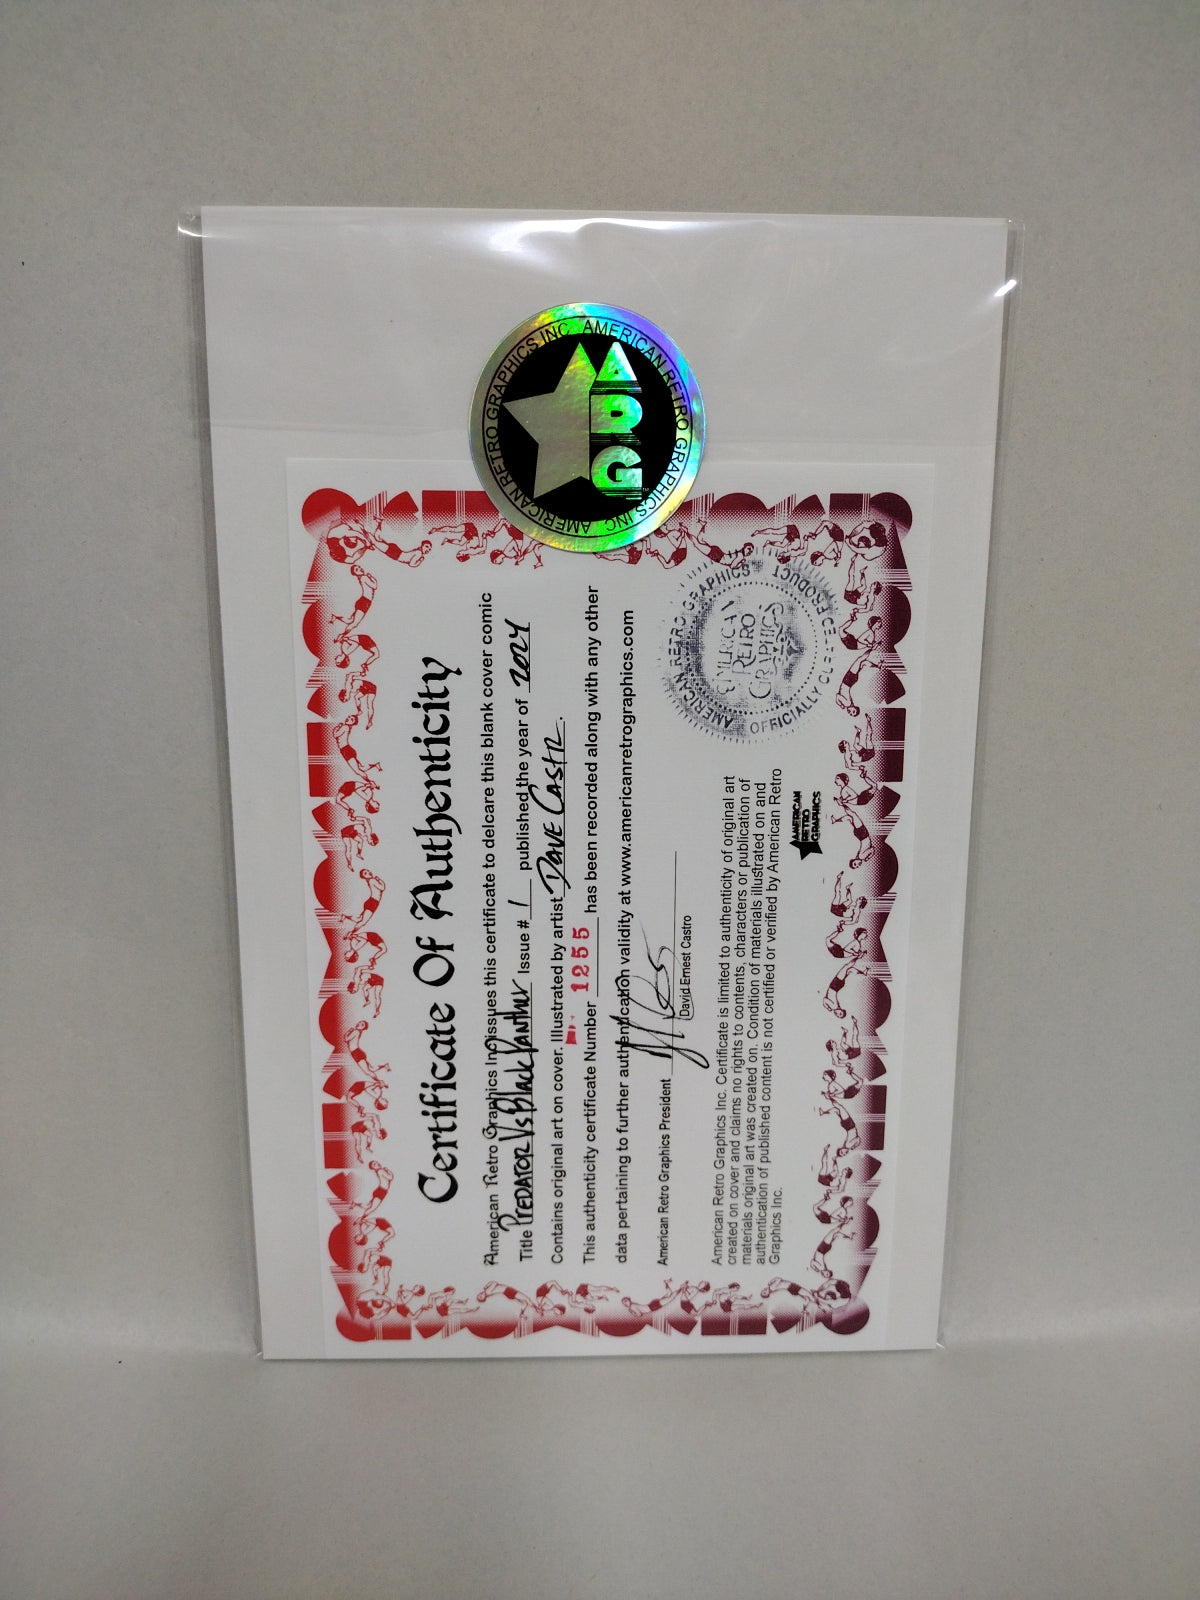 AMERICAN RETRO GRAPHICS INC. AMERICAN RETRO GRAPHICS INC.
ARG
Certificate Of Authenticity
American Retro Graphics Inc issues this certificate to delcare this blank cover comic
Title Predator Vs Black Panther Issue # 1 published the year of 2024
Contains original art on cover. Illustrated by artist Dave Castr.
This authenticity certificate Number 1255 has been recorded along with any other
data pertaining to further authentication validity at www.americanretrographics.com
American Retro Graphics President
David Ernest Castro
American Retro Graphics Inc. Certificate is limited to authenticity of original art
created on cover and claims no rights to contents, characters or publication of
materials original art was created on. Condition of materials illustrated on and
authentication of published content is not certified or verified by American Retro
Graphics Inc.
AMERICAN
RETRO
GRAPHICS
AMERICAN RETRO GRAPHICS PRODUCT
OFFICIALLY
AMERICAN
RETRO
GRAPHICS